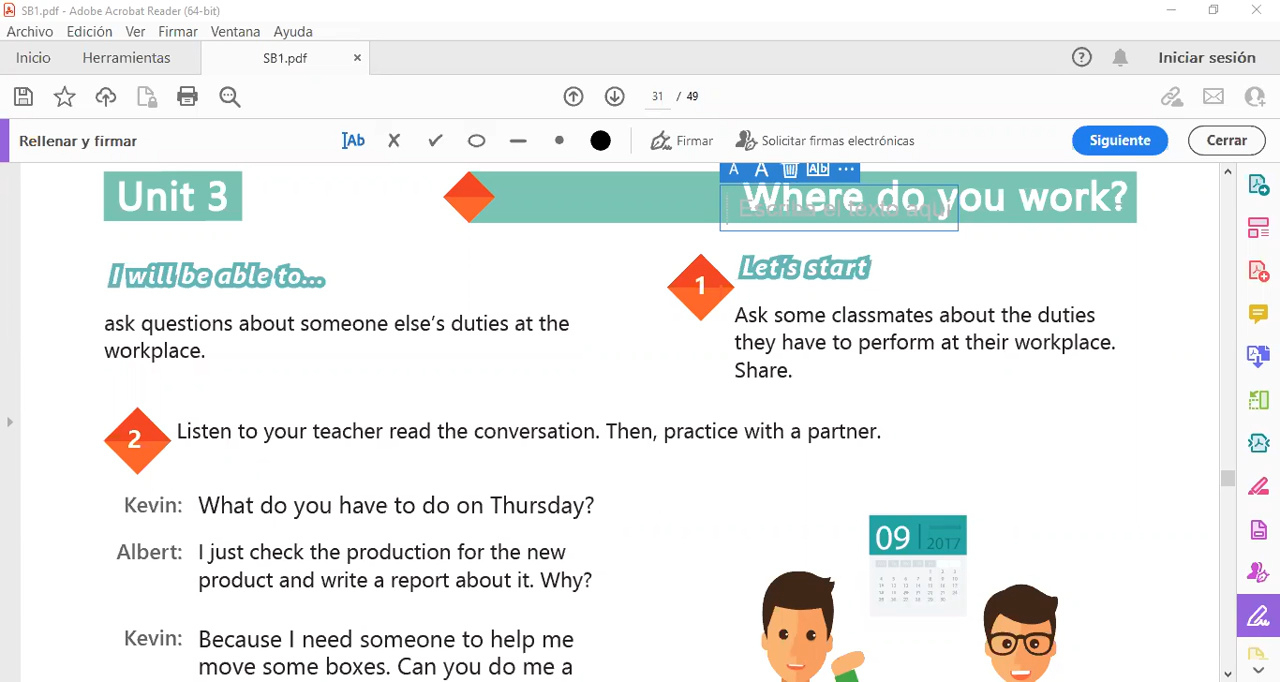 SB1.pdf - Adobe Acrobat Reader (64-bit)
Archivo Edición Ver Firmar Ventana Ayuda
Inicio Herramientas SB1.pdf × Iniciar sesión
31 / 49
Rellenar y firmar Ab Firmar Solicitar firmas electrónicas Siguiente Cerrar
A A Ab ...
Unit 3 Where do you work?
Escriba el texto aquí
I will be able to...
ask questions about someone else's duties at the
workplace.
1 Let's start
Ask some classmates about the duties
they have to perform at their workplace.
Share.
2 Listen to your teacher read the conversation. Then, practice with a partner.
Kevin: What do you have to do on Thursday?
Albert: I just check the production for the new
product and write a report about it. Why?
Kevin: Because I need someone to help me
move some boxes. Can you do me a
09 2017